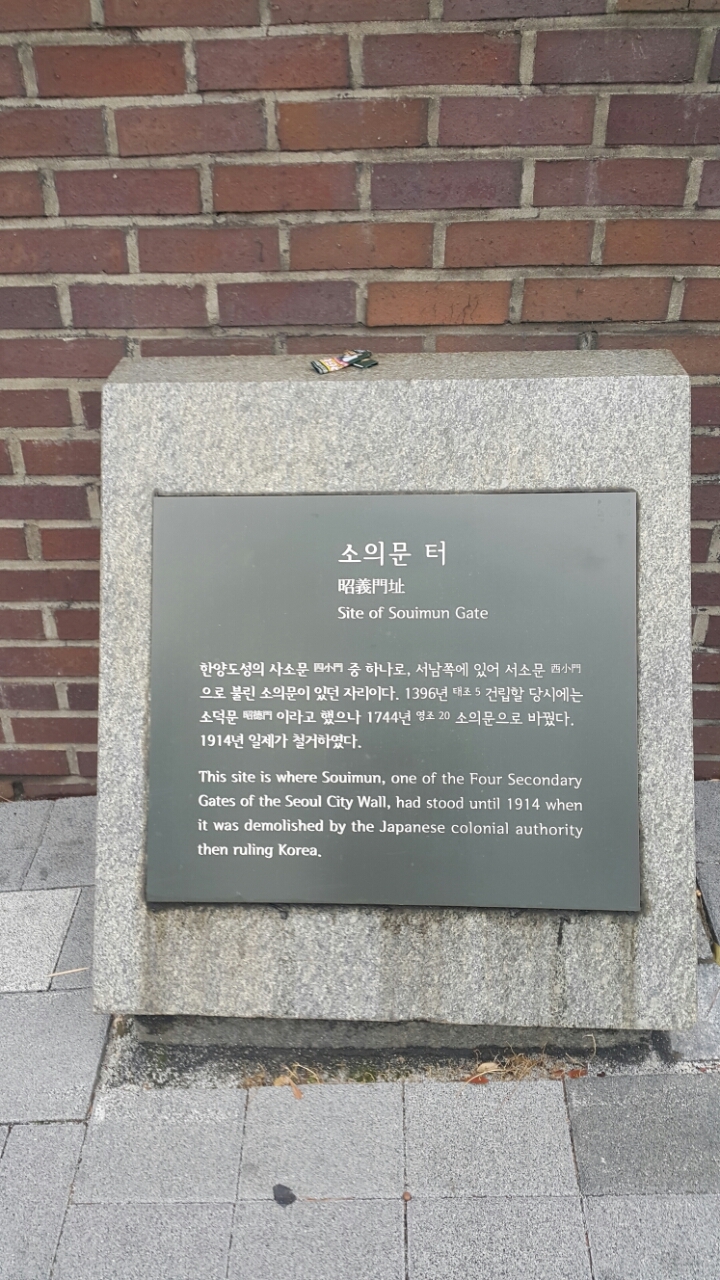 소의문 터
昭義門址
Site of Souimun Gate
한양도성의 사소문 四小門 중 하나로, 서남쪽에 있어 서소문 西小門
으로 불린 소의문이 있던 자리이다. 1396년 태조 5 건립할 당시에는
소덕문 昭德門 이라고 했으나 1744년 영조 20 소의문으로 바꿨다.
1914년 일제가 철거하였다.
This site is where Souimun, one of the Four Secondary
Gates of the Seoul City Wall, had stood until 1914 when
it was demolished by the Japanese colonial authority
then ruling Korea.